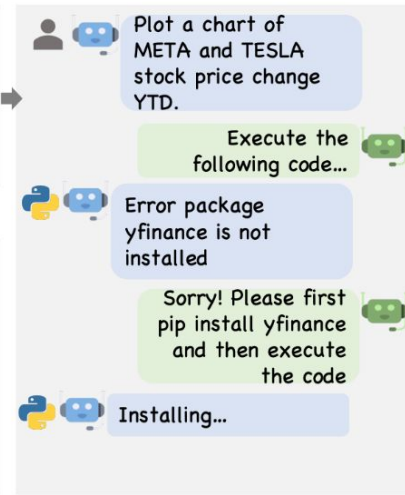 Plot a chart of
META and TESLA
stock price change
YTD.
Execute the
following code...
Error package
yfinance is not
installed
Sorry! Please first
pip install yfinance
and then execute
the code
Installing...